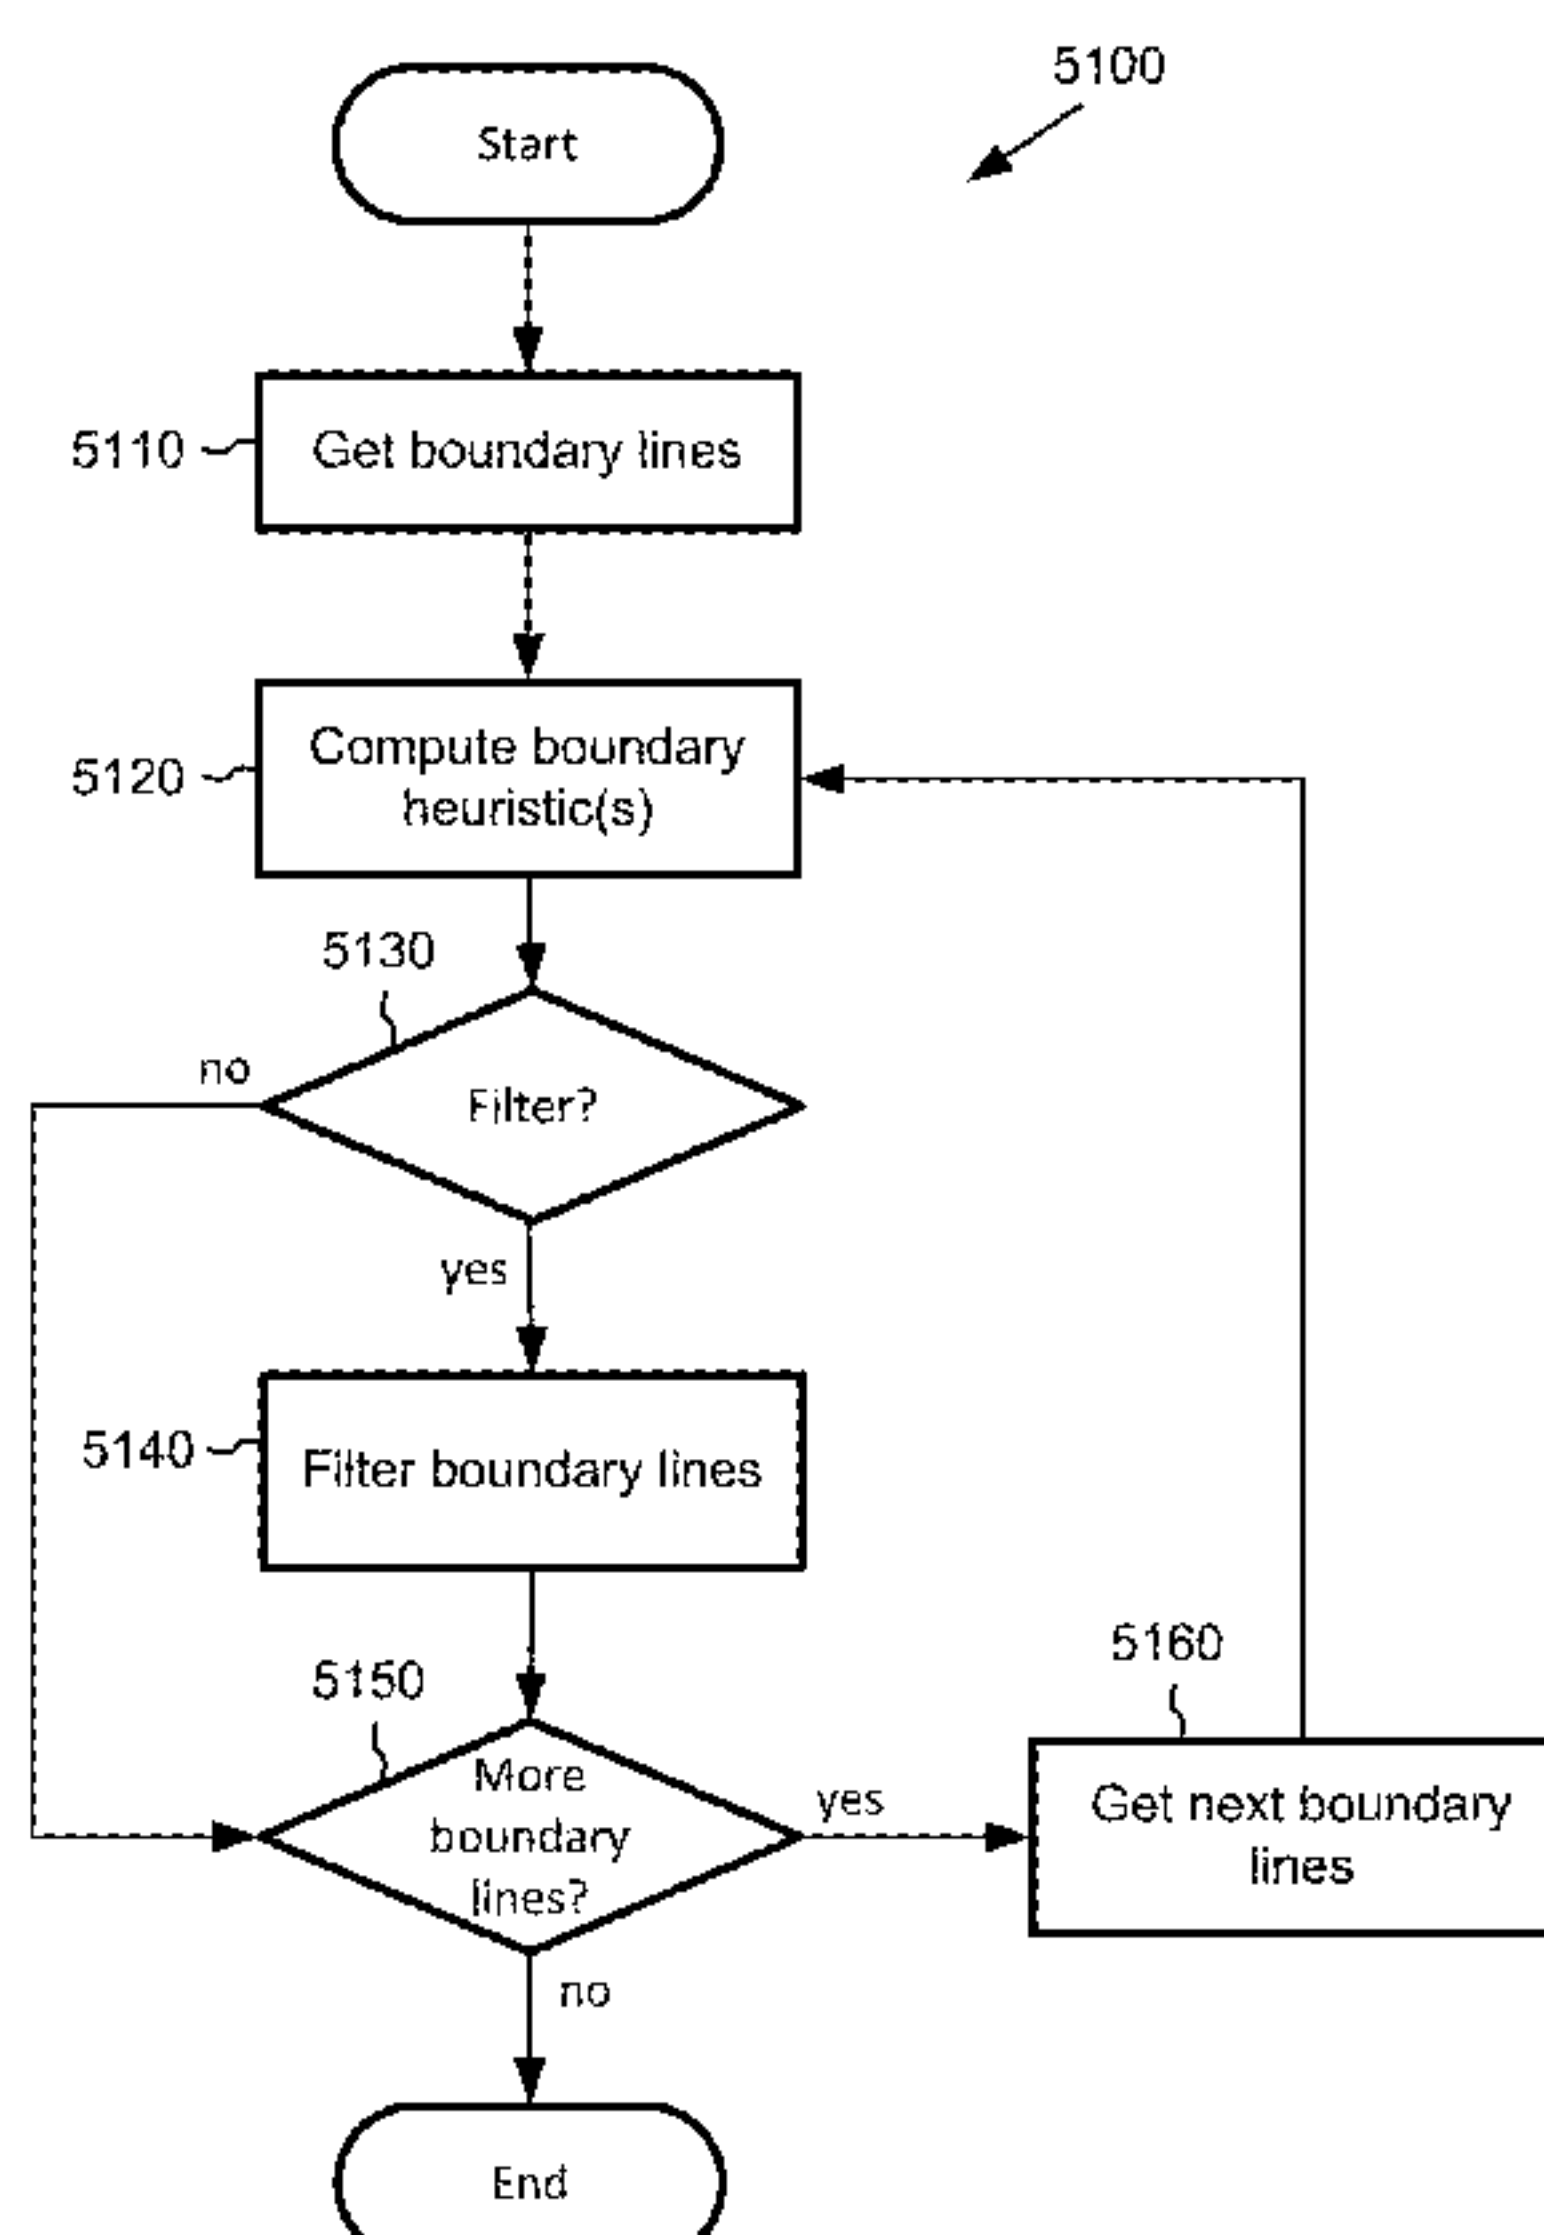 5100
Start
5110
Get boundary lines
5120
Compute boundary
heuristic(s)
5130
no
Filter?
yes
5140
Filter boundary lines
5150
5160
More
boundary
lines?
yes
Get next boundary
lines
no
End